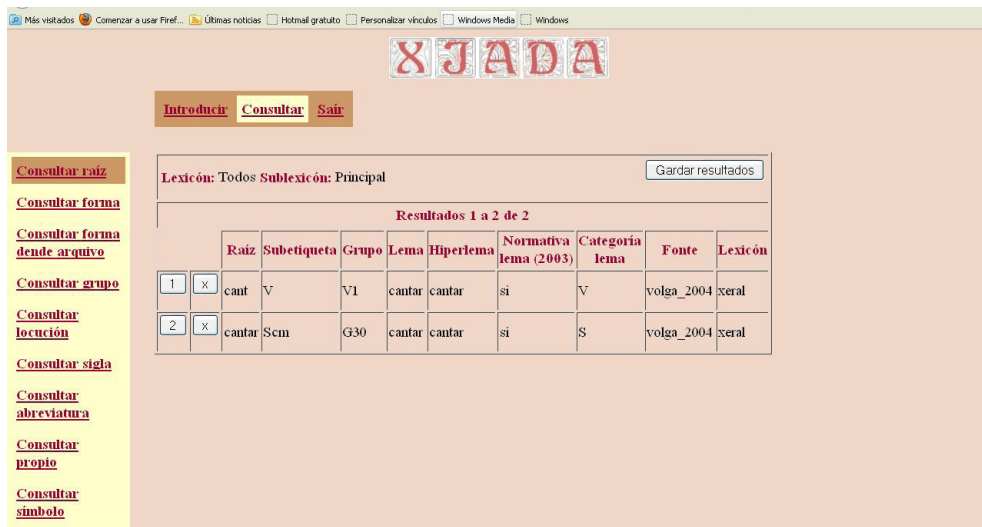 Más visitados Comenzar a usar Firef... Últimas noticias Hotmail gratuito Personalizar vínculos Windows Media Windows
XJADA
Introducir Consultar Saír
Consultar raíz
Consultar forma
Consultar forma
dende arquivo
Consultar grupo
Consultar
locución
Consultar sigla
Consultar
abreviatura
Consultar
propio
Consultar
símbolo
Lexicón: Todos Sublexicón: Principal
Gardar resultados
Resultados 1 a 2 de 2
Raíz Subetiqueta Grupo Lema Hiperlema Normativa lema (2003) Categoría lema Fonte Lexicón
1 x cant V V1 cantar cantar si V volga_2004 xeral
2 x cantar Scm G30 cantar cantar si S volga_2004 xeral